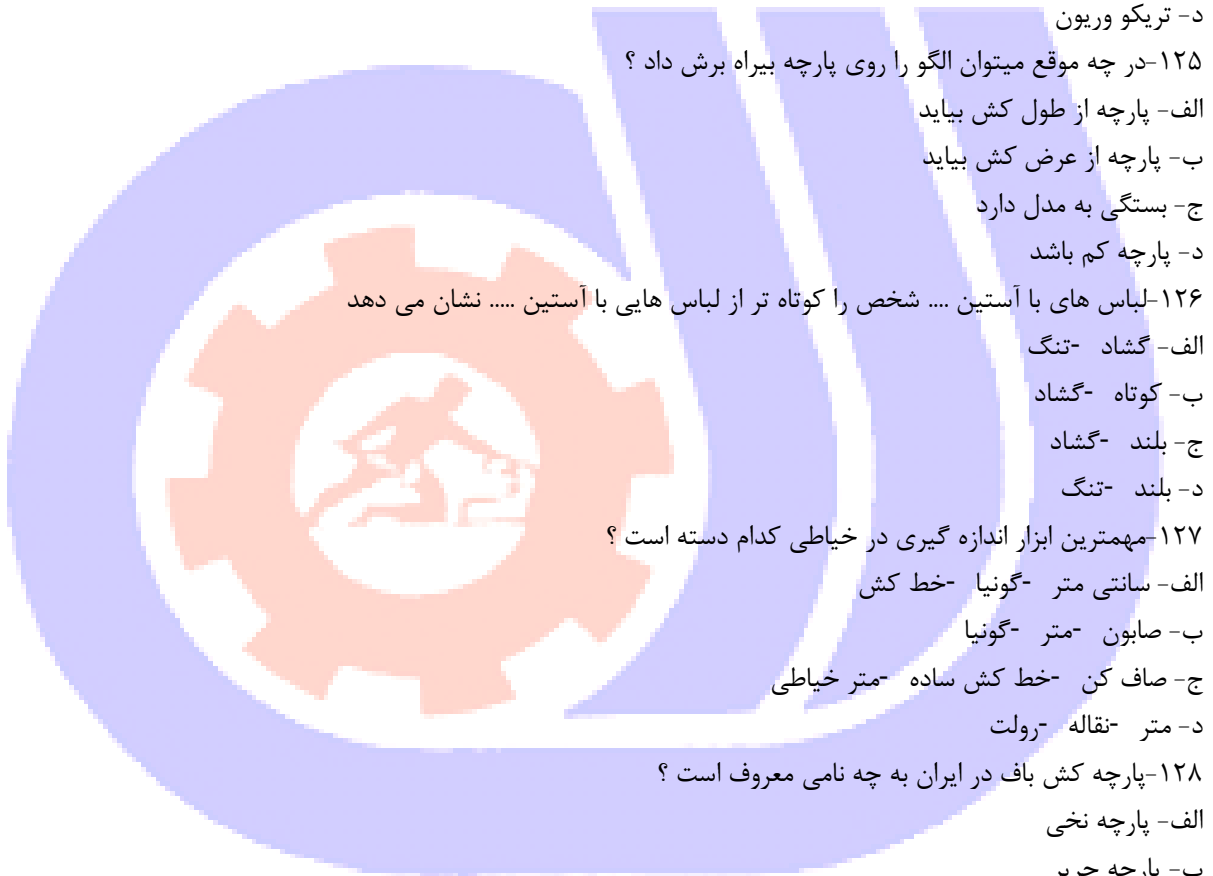 د- تریکو وریون
۱۲۵-در چه موقع میتوان الگو را روی پارچه بیراه برش داد ؟
الف- پارچه از طول کش بیاید
ب- پارچه از عرض کش بیاید
ج- بستگی به مدل دارد
د- پارچه کم باشد
۱۲۶-لباس های با آستین .... شخص را کوتاه تر از لباس هایی با آستین ..... نشان می دهد
الف- گشاد -تنگ
ب- کوتاه -گشاد
ج- بلند -گشاد
د- بلند -تنگ
۱۲۷-مهمترین ابزار اندازه گیری در خیاطی کدام دسته است ؟
الف- سانتی متر -گونیا -خط کش
ب- صابون -متر -گونیا
ج- صاف کن -خط کش ساده -متر خیاطی
د- متر -نقاله -رولت
۱۲۸-پارچه کش باف در ایران به چه نامی معروف است ؟
الف- پارچه نخی
ب- پارچه حریر